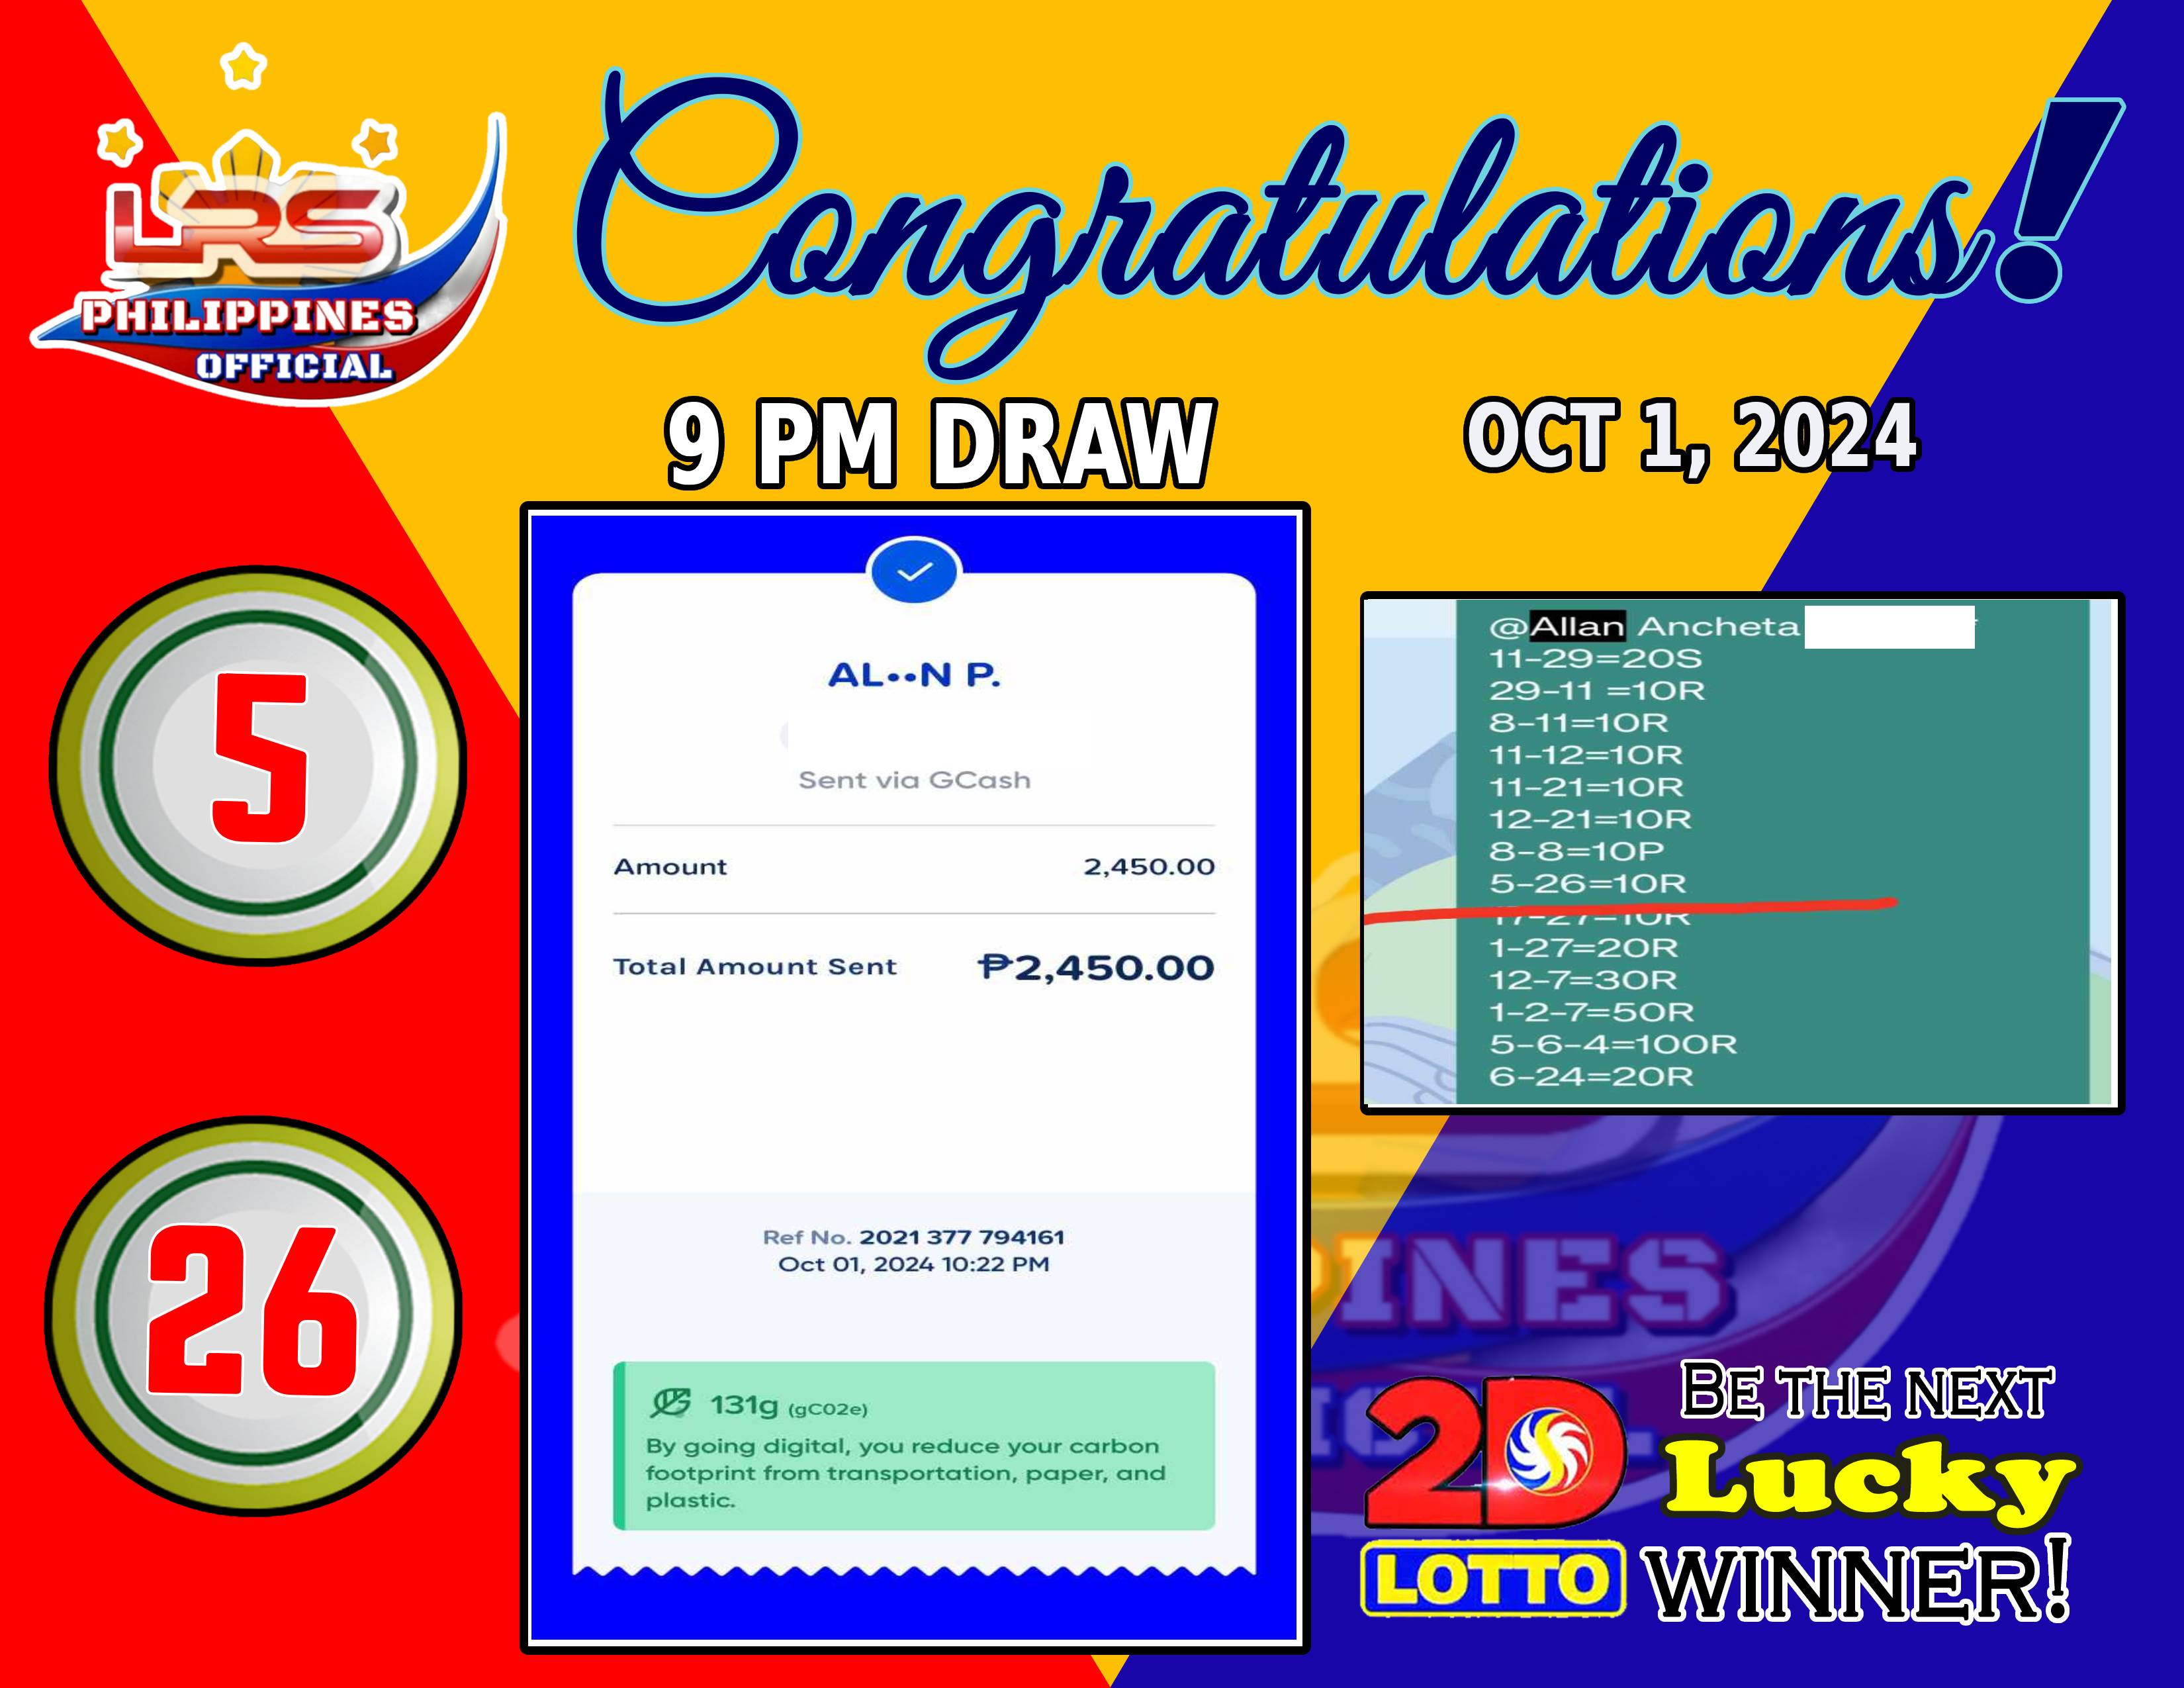 LRS
PHILIPPINES
OFFICIAL
Congratulations!
9 PM DRAW
OCT 1, 2024
5
26
AL••N P.
Sent via GCash
Amount 2,450.00
Total Amount Sent ₱2,450.00
Ref No. 2021 377 794161
Oct 01, 2024 10:22 PM
131g (gCO2e)
By going digital, you reduce your carbon
footprint from transportation, paper, and
plastic.
@Allan Ancheta
11-29=20S
29-11 =10R
8-11=10R
11-12=10R
11-21=10R
12-21=10R
8-8=10P
5-26=10R
17-27=10R
1-27=20R
12-7=30R
1-2-7=50R
5-6-4=100R
6-24=20R
PINES
2D
LOTTO
BE THE NEXT
Lucky
WINNER!